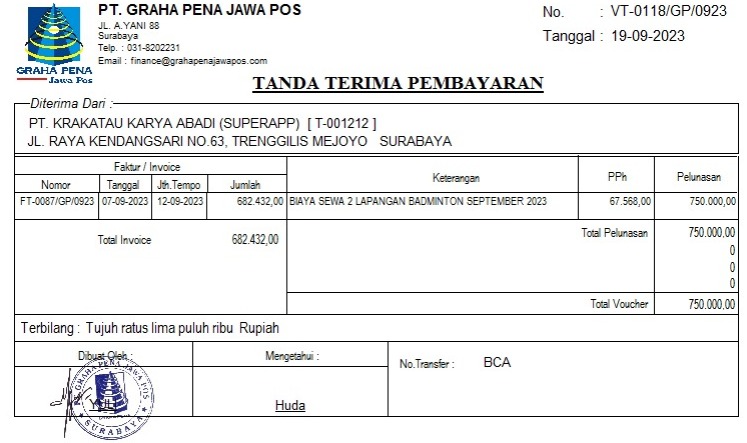 PT. GRAHA PENA JAWA POS
JL. A.YANI 88
Surabaya
Telp. : 031-8202231
Email : finance@grahapenajawapos.com
GRAHA PENA
Jawa Pos
No. : VT-0118/GP/0923
Tanggal : 19-09-2023
TANDA TERIMA PEMBAYARAN
Diterima Dari :
PT. KRAKATAU KARYA ABADI (SUPERAPP) [ T-001212 ]
JL. RAYA KENDANGSARI NO.63, TRENGGILIS MEJOYO SURABAYA
Faktur / Invoice Keterangan PPh Pelunasan
Nomor Tanggal Jth.Tempo Jumlah
FT-0087/GP/0923 07-09-2023 12-09-2023 682.432,00 BIAYA SEWA 2 LAPANGAN BADMINTON SEPTEMBER 2023 67.568,00 750.000,00
Total Invoice 682.432,00 Total Pelunasan 750.000,00
0
0
0
Total Voucher 750.000,00
Terbilang : Tujuh ratus lima puluh ribu Rupiah
Dibuat Oleh : Mengetahui : No.Transfer : BCA
GRAHA PENA JAWA POS
SURABAYA
Huda